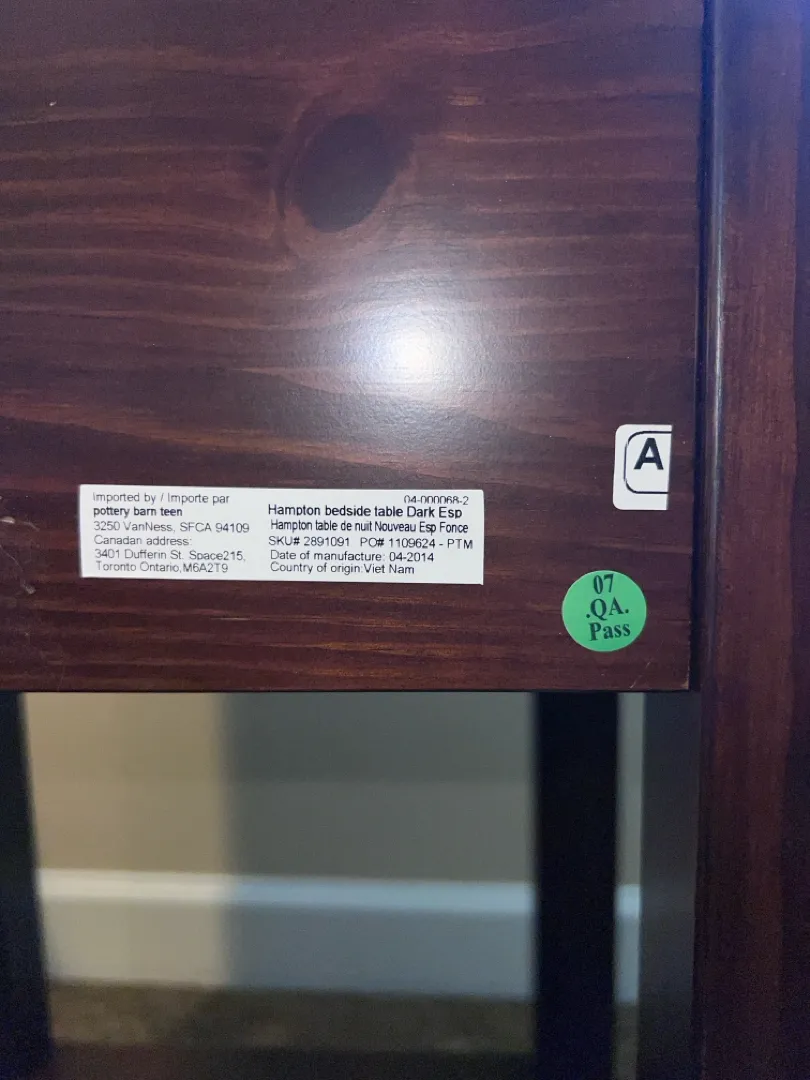 Imported by / Importe par
pottery barn teen
3250 VanNess, SFCA 94109
Canadian address:
3401 Dufferin St. Space215,
Toronto Ontario,M6A2T9
04-000068-2
Hampton bedside table Dark Esp
Hampton table de nuit Nouveau Esp Fonce
SKU# 2891091 PO# 1109624 - PTM
Date of manufacture: 04-2014
Country of origin:Viet Nam
A
07
.QA.
Pass